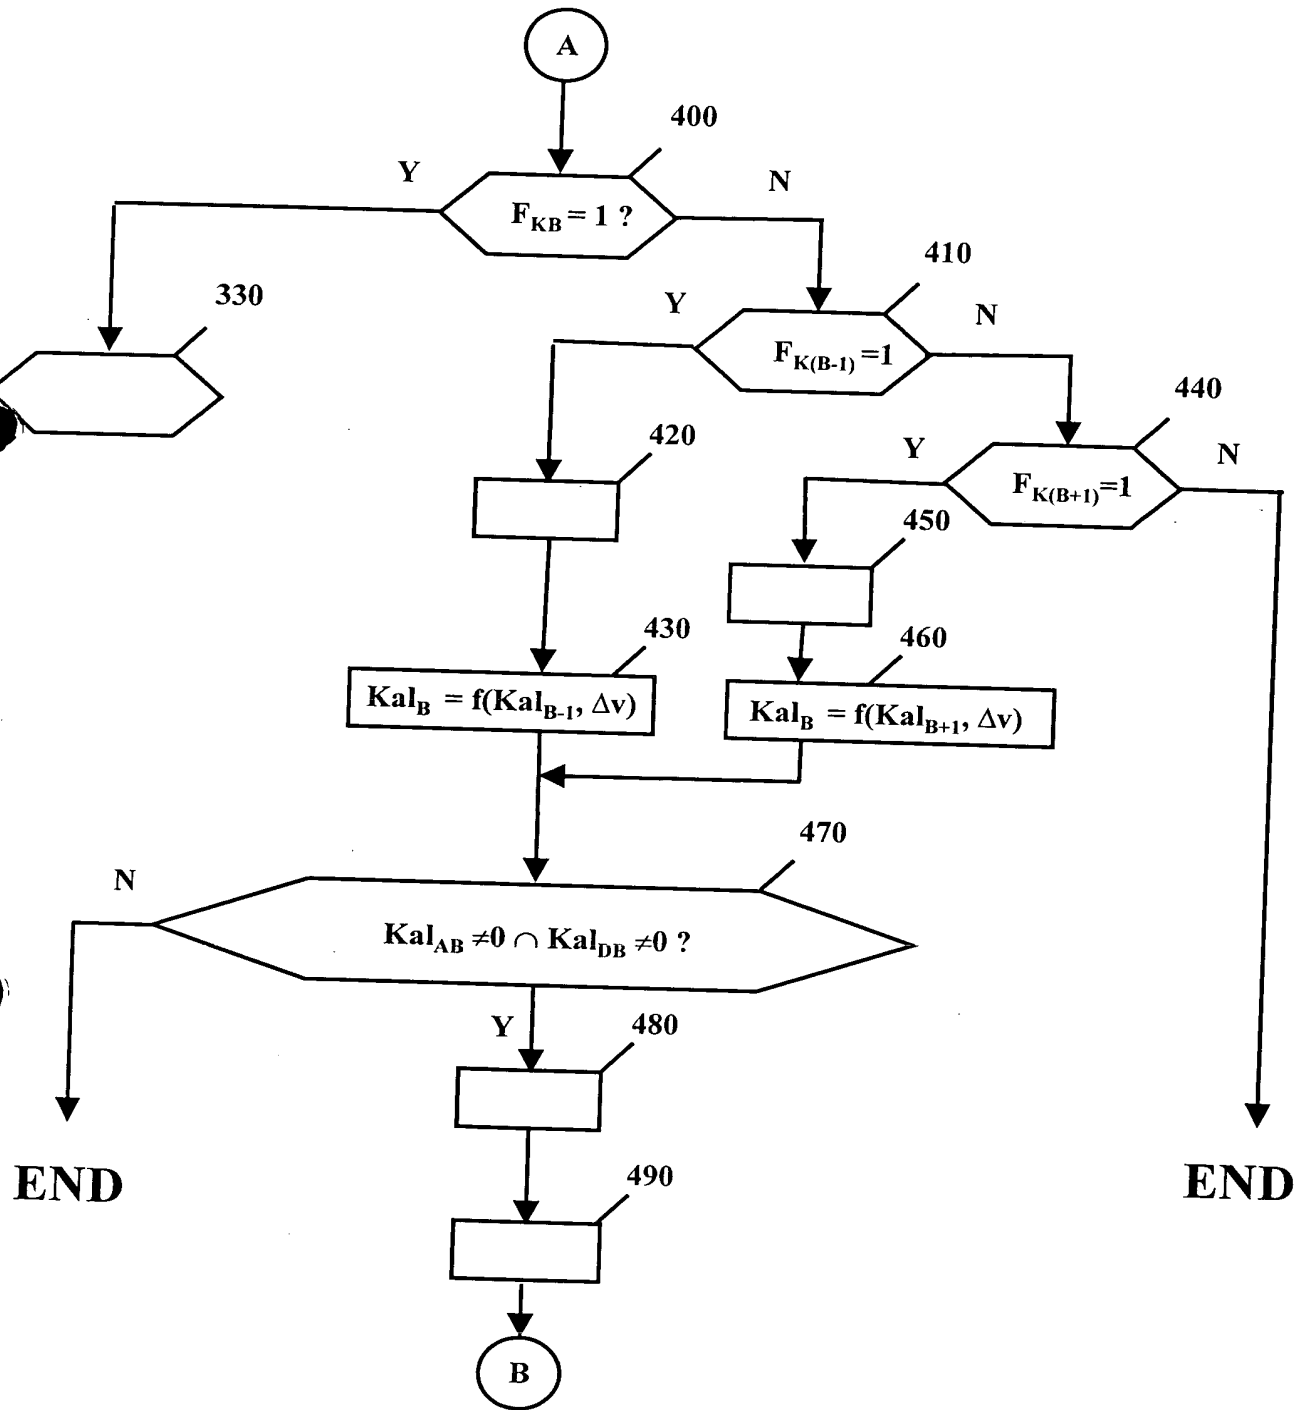 A
400
Y
N
F_KB = 1 ?
410
330
Y
N
F_K(B-1) =1
440
420
Y
N
F_K(B+1)=1
450
430
460
Kal_B = f(Kal_B-1, Δv)
Kal_B = f(Kal_B+1, Δv)
470
N
Kal_AB ≠0 ∩ Kal_DB ≠0 ?
Y
480
END
END
490
B